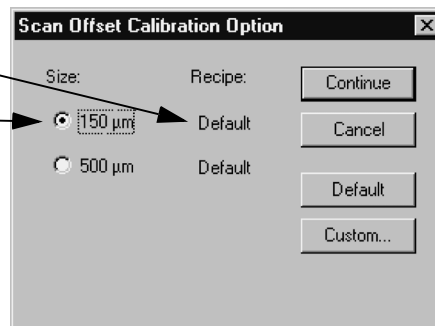 Scan Offset Calibration Option
Size: Recipe: Continue
150 µm Default Cancel
500 µm Default
Default
Custom...